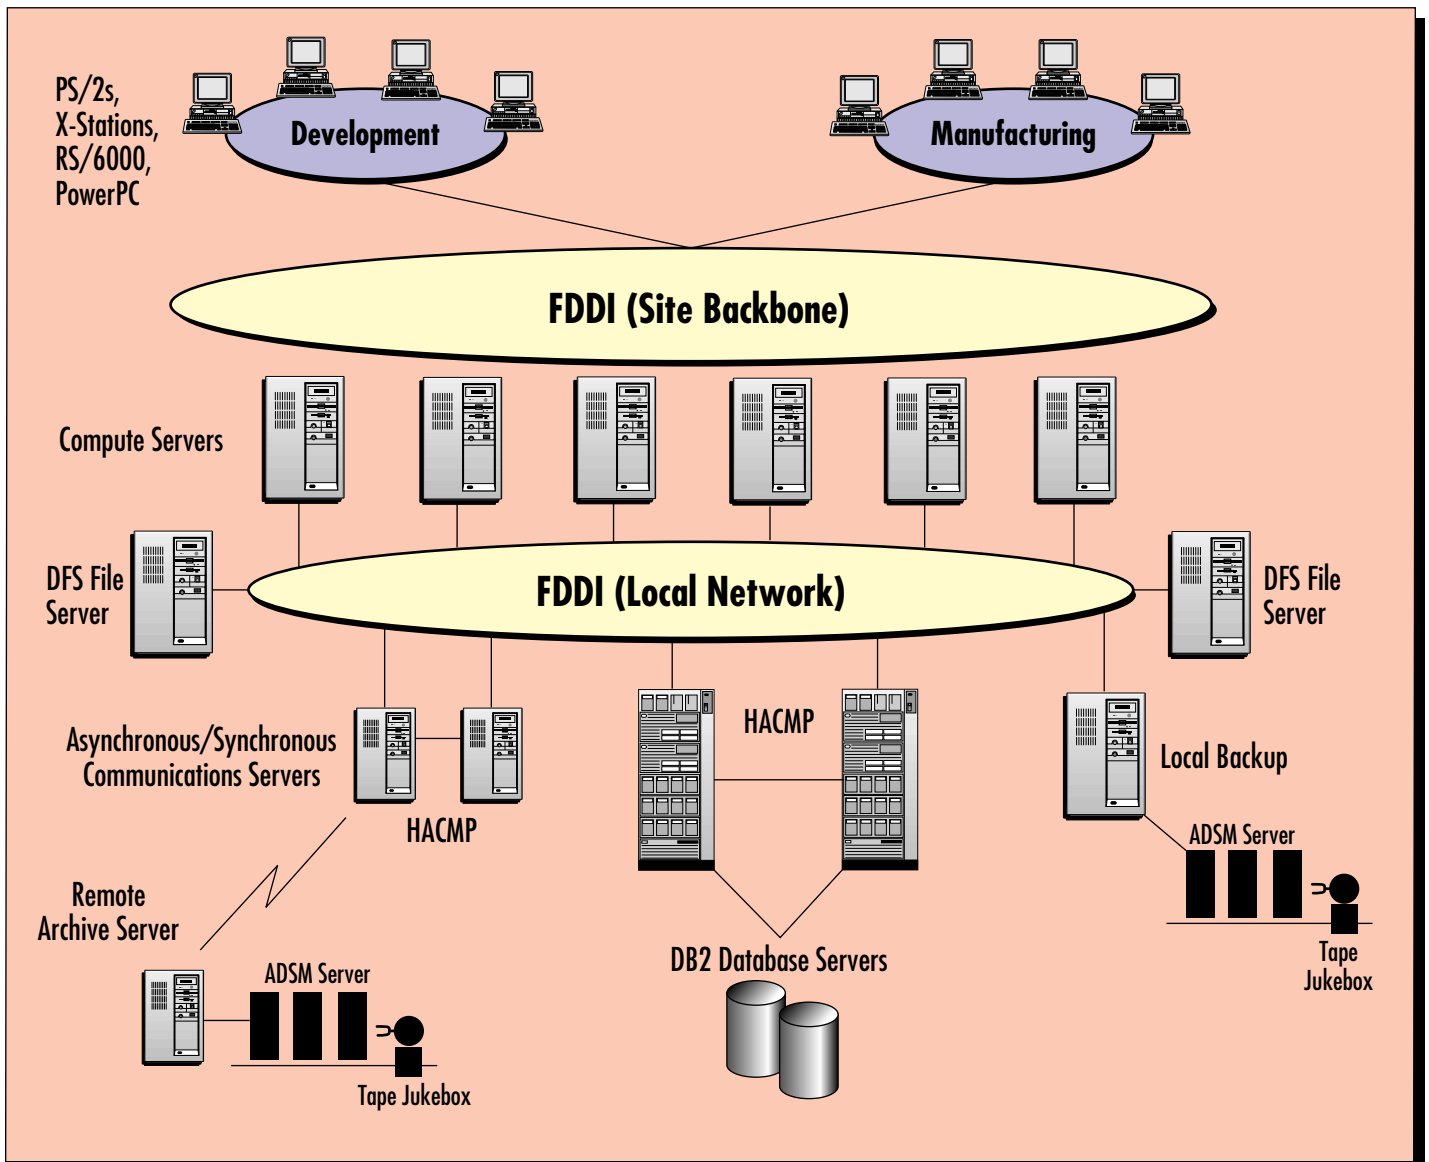 PS/2s,
X-Stations,
RS/6000,
PowerPC
Development
Manufacturing
FDDI (Site Backbone)
Compute Servers
DFS File
Server
FDDI (Local Network)
DFS File
Server
Asynchronous/Synchronous
Communications Servers
HACMP
HACMP
Local Backup
ADSM Server
Tape
Jukebox
Remote
Archive Server
ADSM Server
Tape Jukebox
DB2 Database Servers